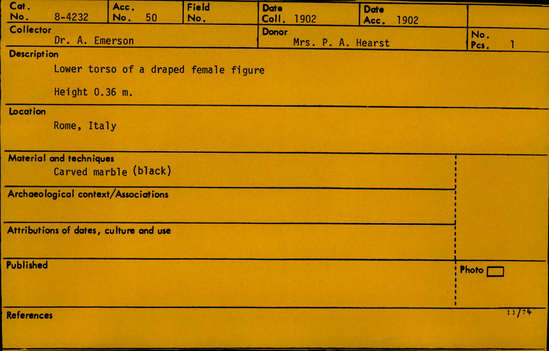 Cat. No. 8-4232 Acc. No. 50 Field No. Date Coll. 1902 Date Acc. 1902
Collector Dr. A. Emerson Donor Mrs. P. A. Hearst No. Pcs. 1
Description
Lower torso of a draped female figure
Height 0.36 m.
Location
Rome, Italy
Material and techniques
Carved marble (black)
Archaeological context/Associations
Attributions of dates, culture and use
Published
Photo
References
11/76